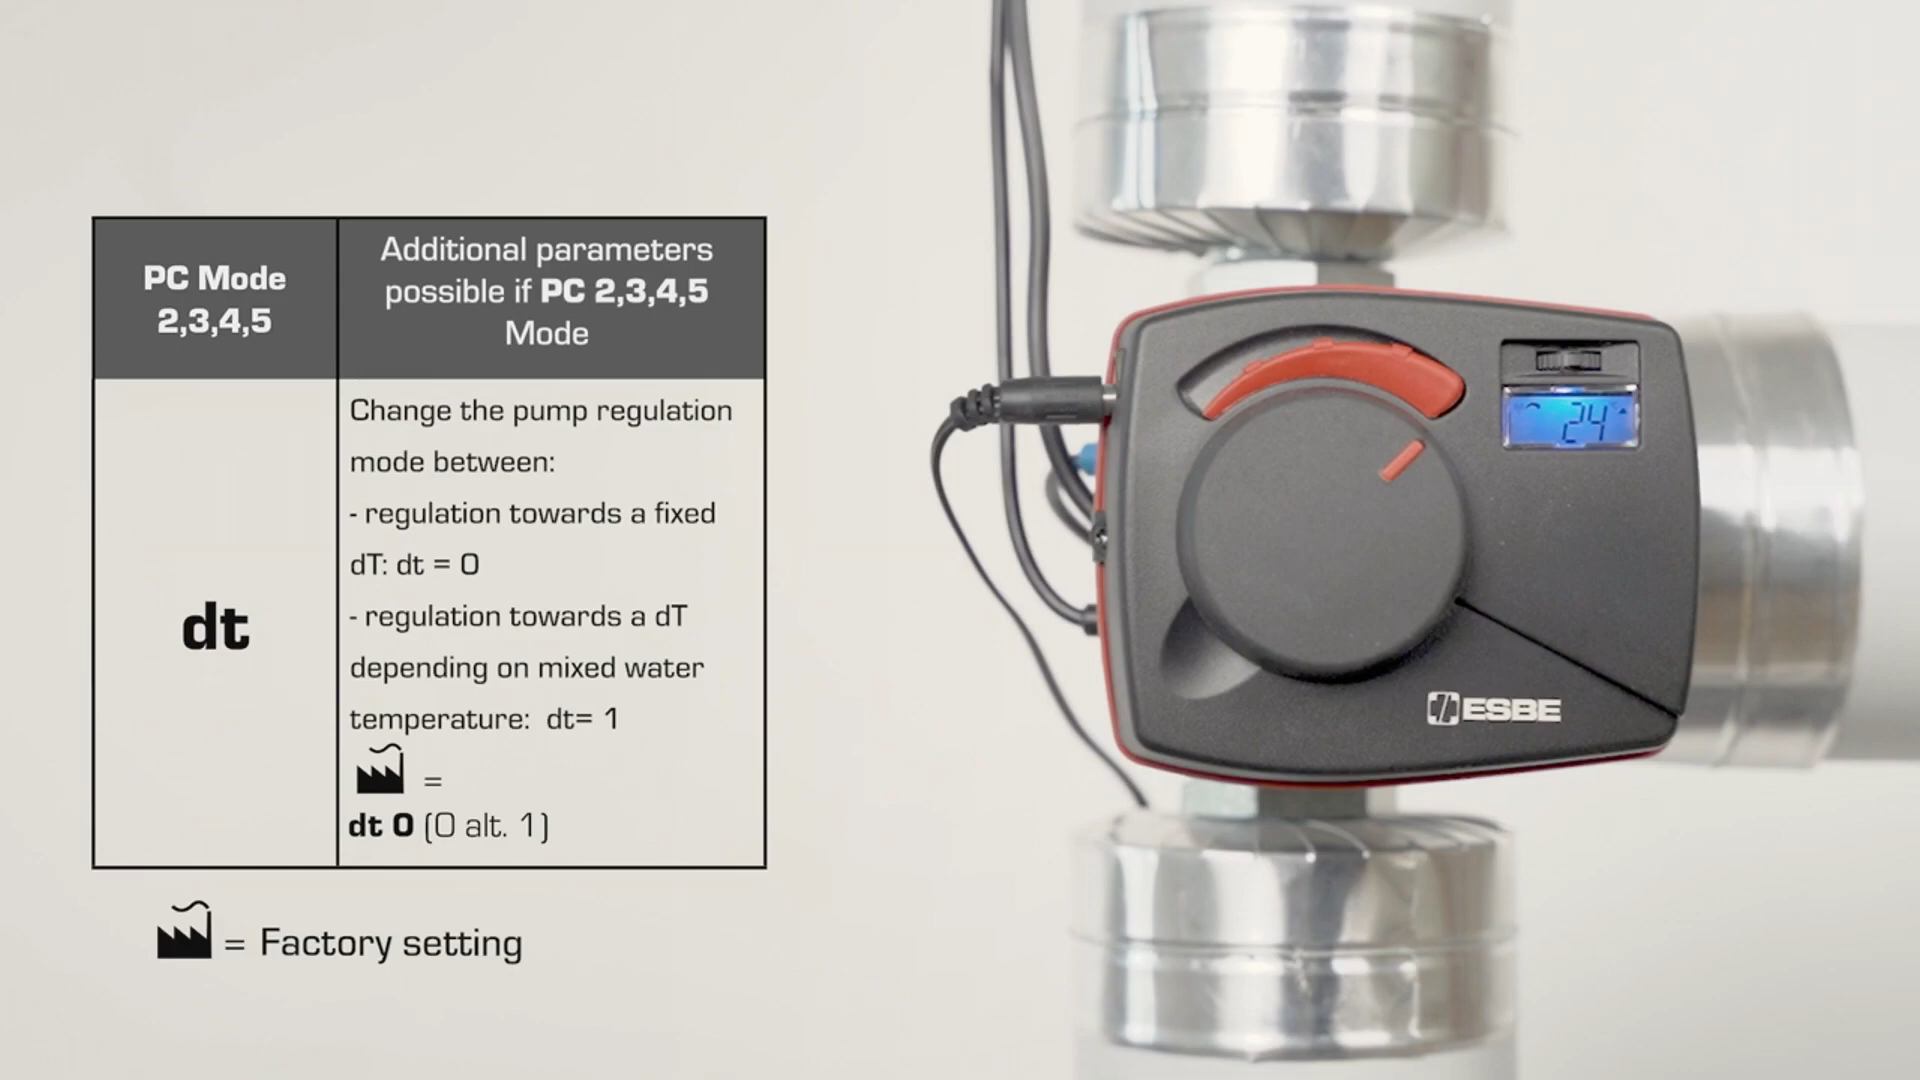 PC Mode
2,3,4,5
Additional parameters
possible if PC 2,3,4,5
Mode
dt
Change the pump regulation
mode between:
- regulation towards a fixed
dT: dt = 0
- regulation towards a dT
depending on mixed water
temperature: dt= 1
=
dt 0 (0 alt. 1)
= Factory setting
24
ESBE